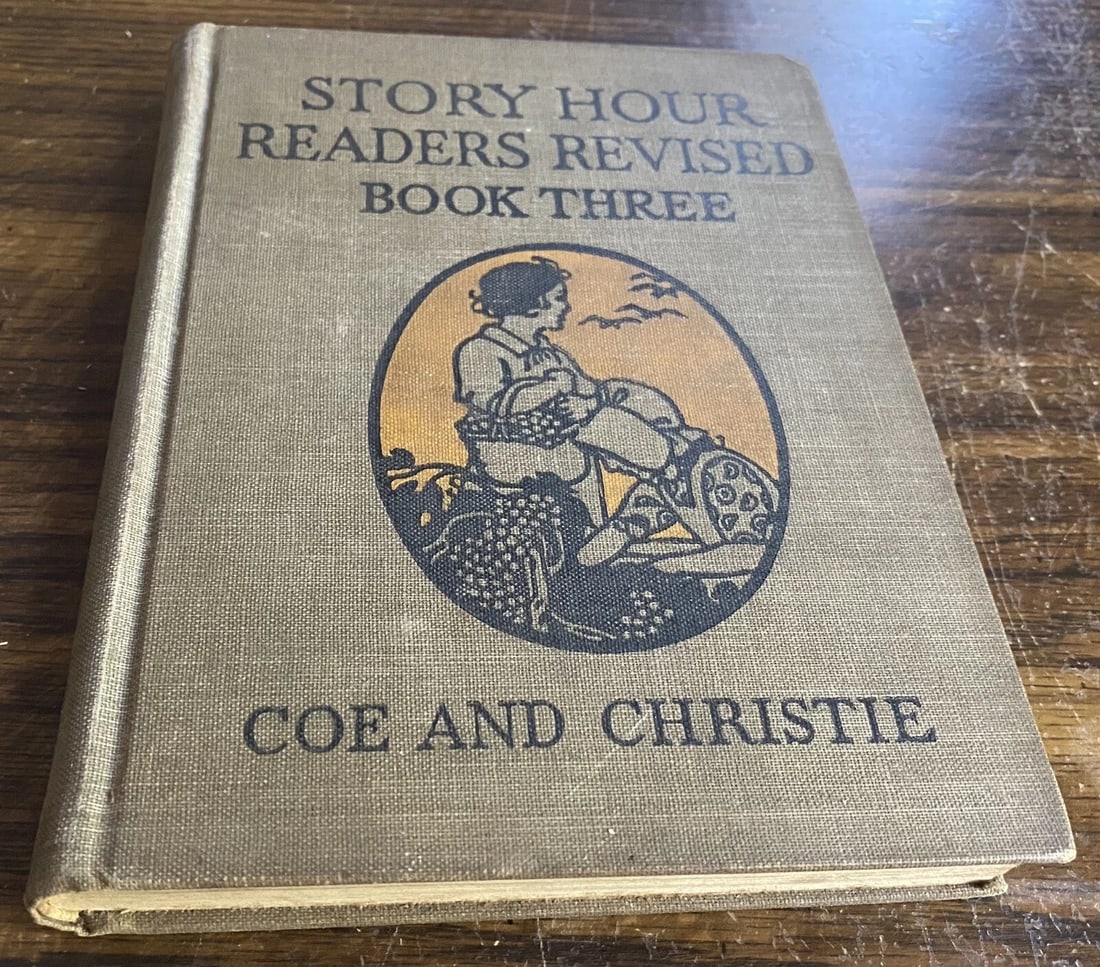 STORY HOUR
READERS REVISED
BOOK THREE
COE AND CHRISTIE